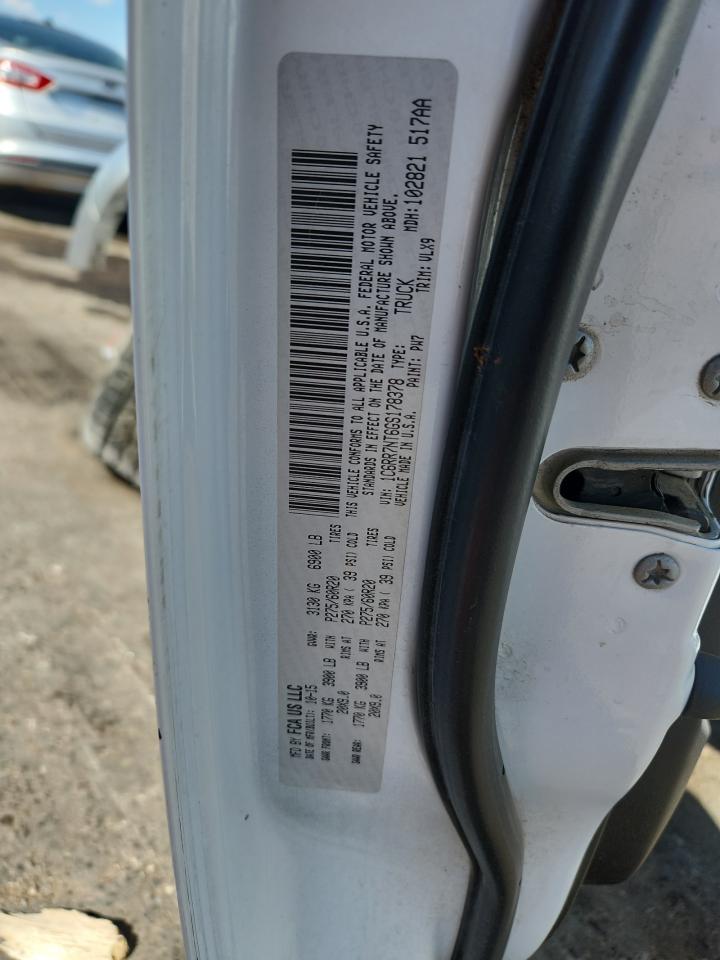 MFD BY FCA US LLC
DATE OF MFR(BUILT): 10-15 GVWR: 3130 KG 6900 LB
GAWR FRONT: 1770 KG 3900 LB WITH P275/60R20 TIRES
20X9.0 RIMS AT 270 KPA ( 39 PSI) COLD
GAWR REAR: 1770 KG 3900 LB WITH P275/60R20 TIRES
20X9.0 RIMS AT 270 KPA ( 39 PSI) COLD
THIS VEHICLE CONFORMS TO ALL APPLICABLE U.S.A. FEDERAL MOTOR VEHICLE SAFETY
STANDARDS IN EFFECT ON THE DATE OF MANUFACTURE SHOWN ABOVE.
VIN: 1C6RR7NT6GS178378 TYPE: TRUCK MDH:102821 517AA
VEHICLE MADE IN U.S.A. PAINT: PW7 TRIM: VLX9